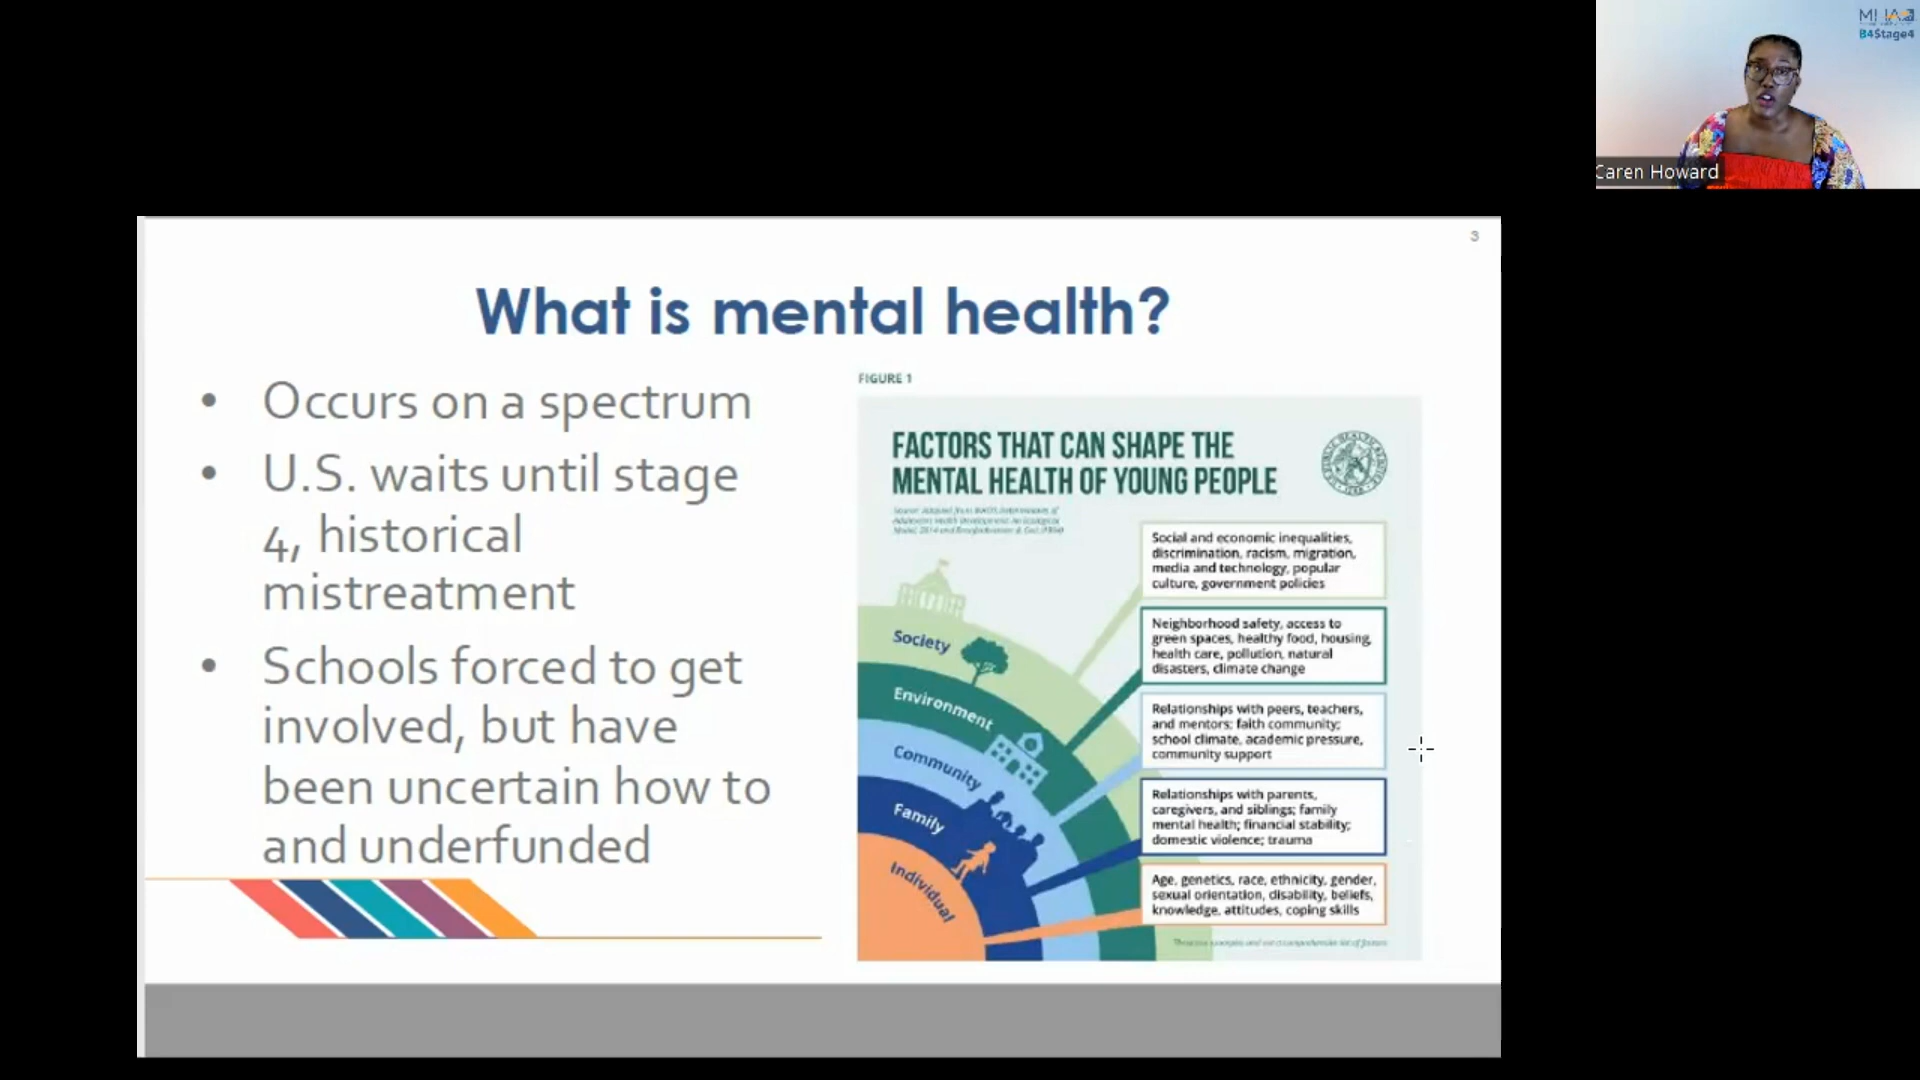 MHA
B4Stage4
Caren Howard
3
What is mental health?
• Occurs on a spectrum
• U.S. waits until stage
4, historical
mistreatment
• Schools forced to get
involved, but have
been uncertain how to
and underfunded
FIGURE 1
FACTORS THAT CAN SHAPE THE
MENTAL HEALTH OF YOUNG PEOPLE
Society
Environment
Community
Family
Individual
Social and economic inequalities,
discrimination, racism, migration,
media and technology, popular
culture, government policies
Neighborhood safety, access to
green spaces, healthy food, housing,
health care, pollution, natural
disasters, climate change
Relationships with peers, teachers,
and mentors; faith community;
school climate, academic pressure,
community support
Relationships with parents,
caregivers, and siblings; family
mental health; financial stability;
domestic violence; trauma
Age, genetics, race, ethnicity, gender,
sexual orientation, disability, beliefs,
knowledge, attitudes, coping skills